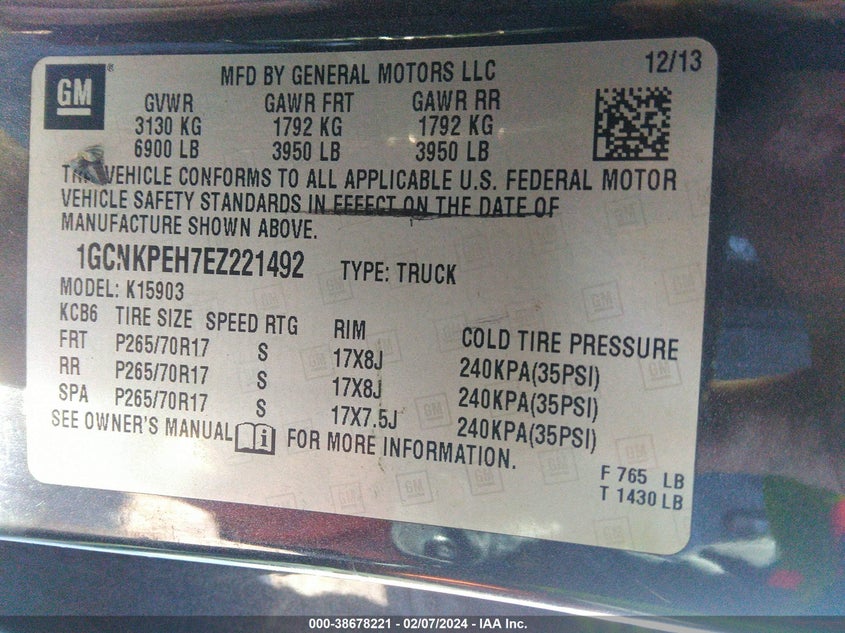 GM®
MFD BY GENERAL MOTORS LLC
12/13
GVWR GAWR FRT GAWR RR
3130 KG 1792 KG 1792 KG
6900 LB 3950 LB 3950 LB
VEHICLE CONFORMS TO ALL APPLICABLE U.S. FEDERAL MOTOR
VEHICLE SAFETY STANDARDS IN EFFECT ON THE DATE OF
MANUFACTURE SHOWN ABOVE.
1GCNKPEH7EZ221492 TYPE: TRUCK
MODEL: K15903
KCB6 TIRE SIZE SPEED RTG RIM COLD TIRE PRESSURE
FRT P265/70R17 S 17X8J 240KPA(35PSI)
RR P265/70R17 S 17X8J 240KPA(35PSI)
SPA P265/70R17 S 17X7.5J 240KPA(35PSI)
SEE OWNER'S MANUAL FOR MORE INFORMATION.
F 765 LB
T 1430 LB
000-38678221 - 02/07/2024 - IAA Inc.